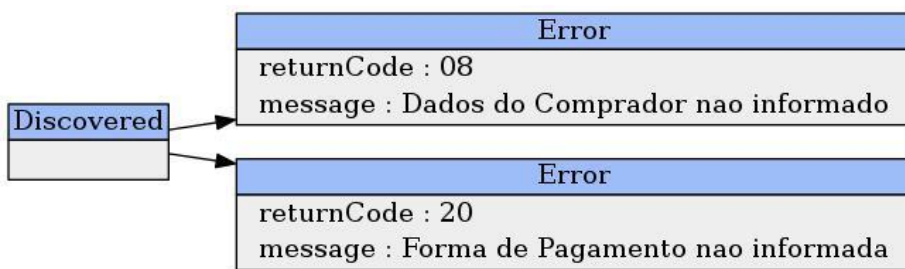 Error
returnCode : 08
message : Dados do Comprador nao informado
Discovered
Error
returnCode : 20
message : Forma de Pagamento nao informada